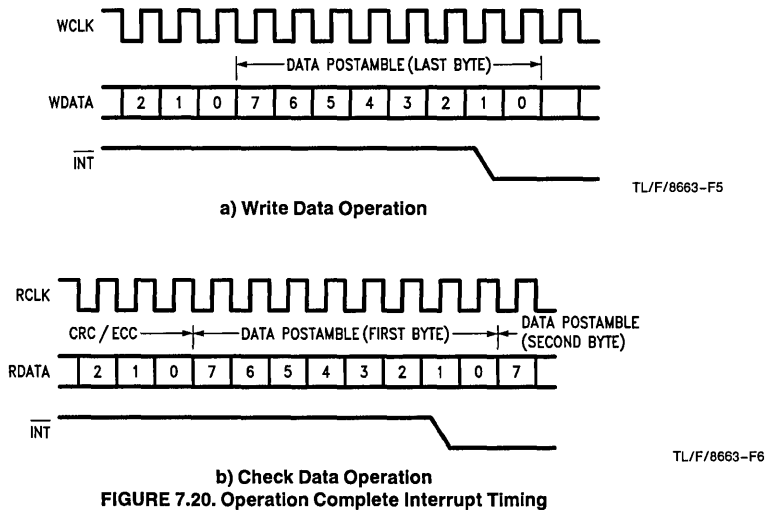 WCLK
DATA POSTAMBLE (LAST BYTE)
WDATA 2 1 0 7 6 5 4 3 2 1 0
INT
TL/F/8663-F5
a) Write Data Operation
RCLK
CRC/ECC DATA POSTAMBLE (FIRST BYTE) DATA POSTAMBLE
(SECOND BYTE)
RDATA 2 1 0 7 6 5 4 3 2 1 0 7
INT
TL/F/8663-F6
b) Check Data Operation
FIGURE 7.20. Operation Complete Interrupt Timing